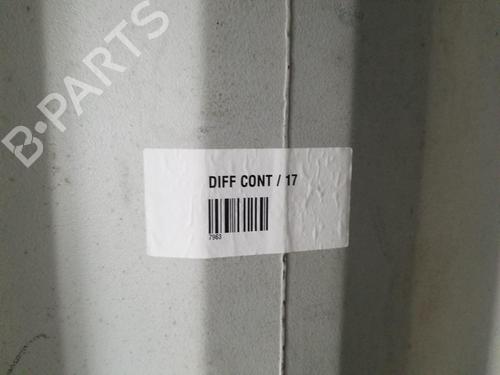 B-PARTS
DIFF CONT / 17
7963